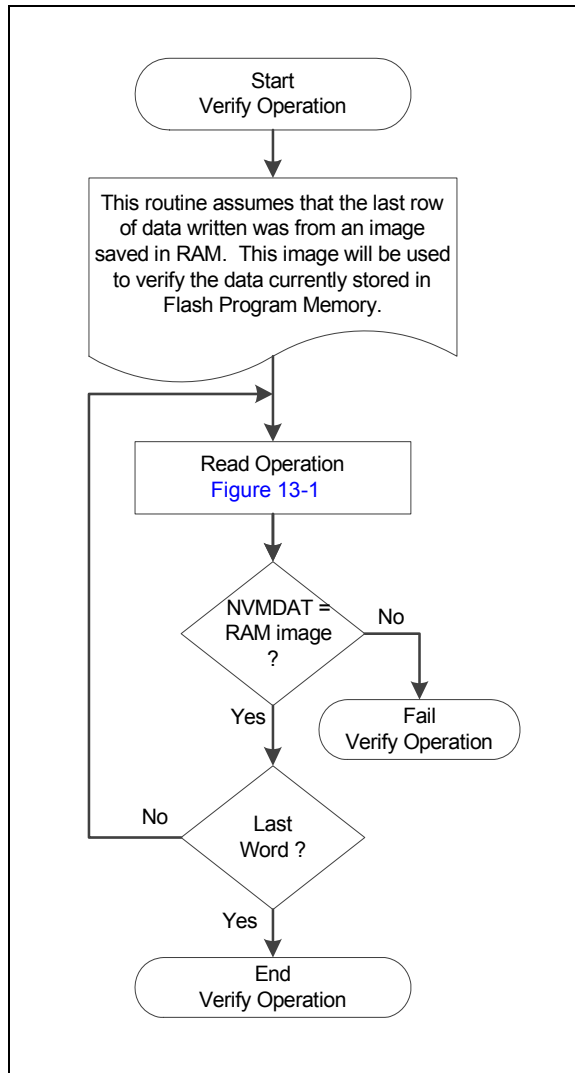 Start
Verify Operation
This routine assumes that the last row
of data written was from an image
saved in RAM.  This image will be used
to verify the data currently stored in
Flash Program Memory.
Read Operation
Figure 13-1
NVMDAT =
RAM image
?
No
Yes
Fail
Verify Operation
No
Last
Word ?
Yes
End
Verify Operation